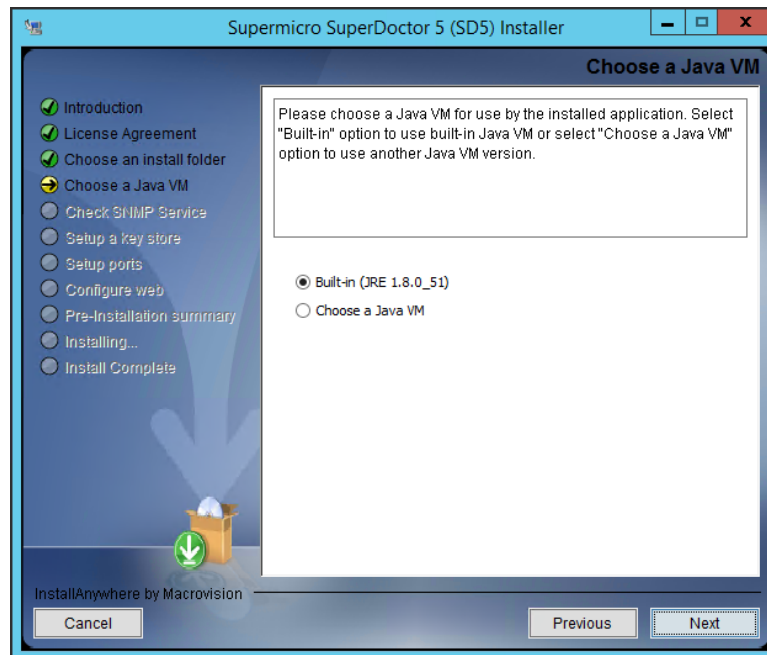 Supermicro SuperDoctor 5 (SD5) Installer
Choose a Java VM
Introduction
License Agreement
Choose an install folder
Choose a Java VM
Check SNMP Service
Setup a key store
Setup ports
Configure web
Pre-Installation summary
Installing...
Install Complete
Please choose a Java VM for use by the installed application. Select
"Built-in" option to use built-in Java VM or select "Choose a Java VM"
option to use another Java VM version.
Built-in (JRE 1.8.0_51)
Choose a Java VM
InstallAnywhere by Macrovision
Cancel
Previous
Next